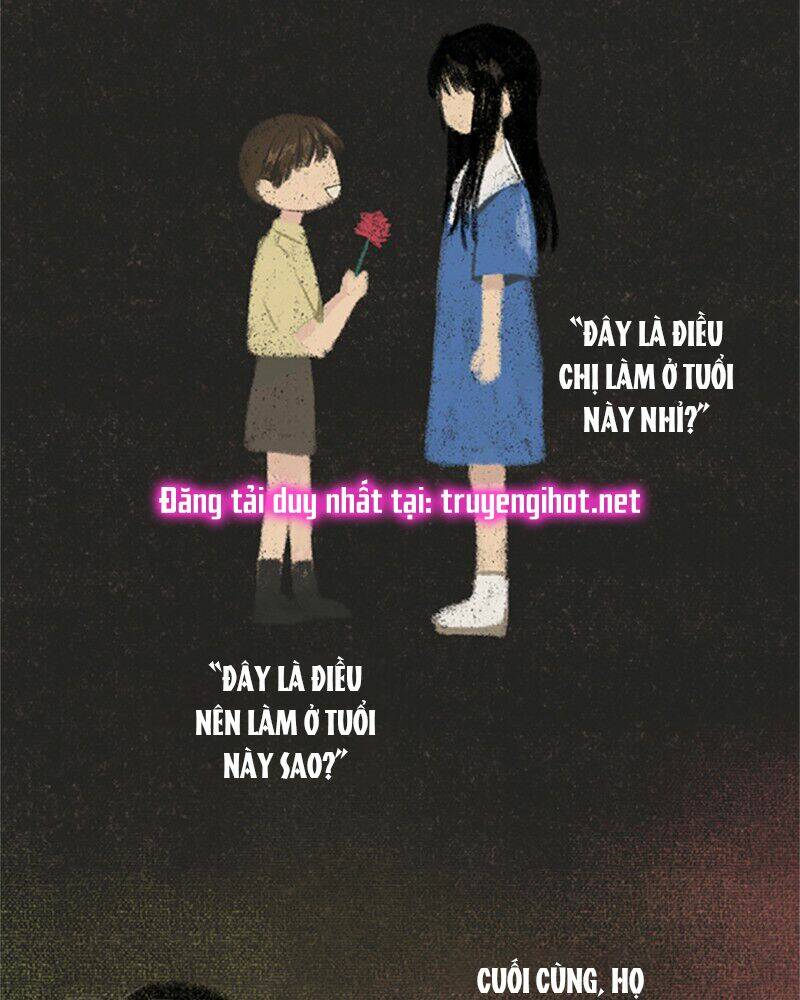 “ĐÂY LÀ ĐIỀU
CHỊ LÀM Ở TUỔI
NÀY NHỈ?”
Đăng tải duy nhất tại: truyengihot.net
“ĐÂY LÀ ĐIỀU
NÊN LÀM Ở TUỔI
NÀY SAO?”
CUỐI CÙNG, HỌ